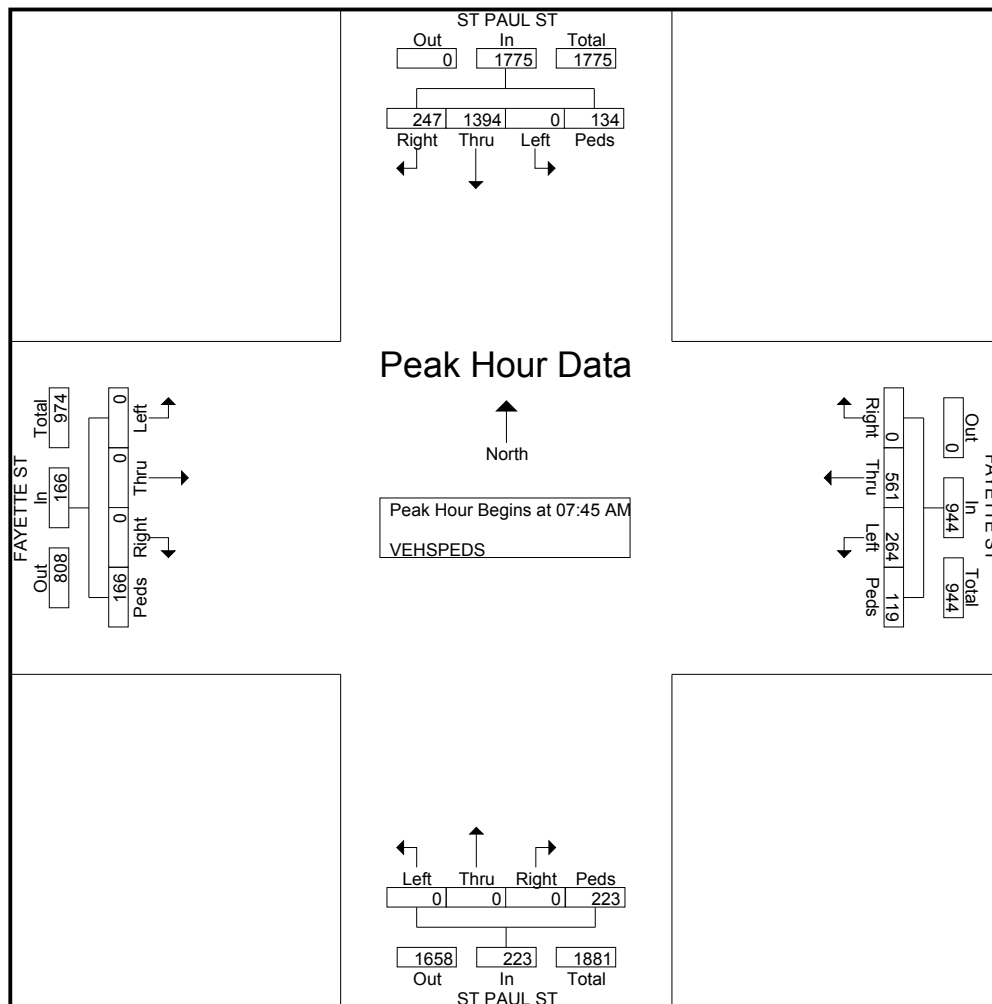 ST PAUL ST
Out In Total
0 1775 1775
247 1394 0 134
Right Thru Left Peds
Peak Hour Data
North
Peak Hour Begins at 07:45 AM
VEHSPEDS
FAYETTE ST
Out In Total
808 166 974
Left Thru Right Peds
0 0 0 166
FAYETTE ST
Out In Total
0 944 944
Right Thru Left Peds
0 561 264 119
Left Thru Right Peds
0 0 0 223
1658 223 1881
Out In Total
ST PAUL ST